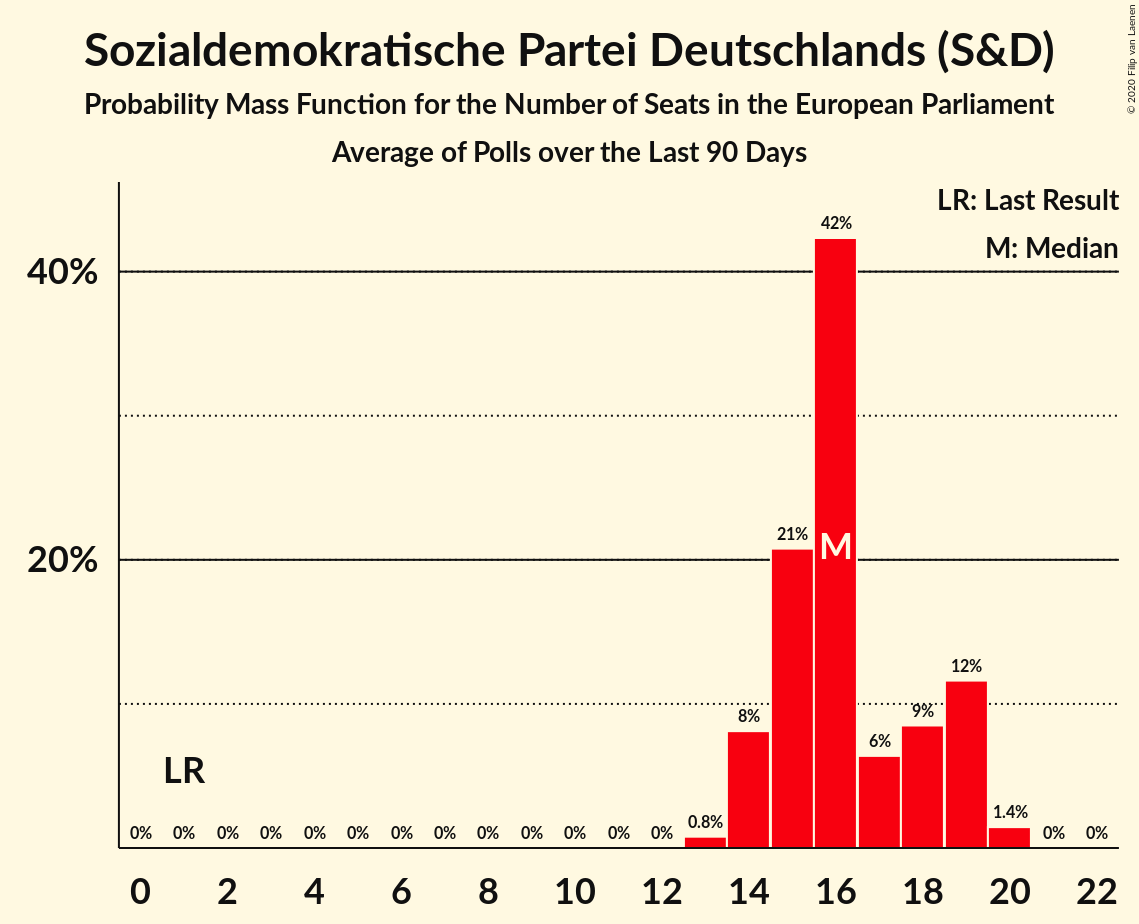 Sozialdemokratische Partei Deutschlands (S&D)
Probability Mass Function for the Number of Seats in the European Parliament
Average of Polls over the Last 90 Days
© 2020 Filip van Laenen
LR: Last Result
M: Median
40%
20%
42%
21%
M
12%
9%
8%
6%
LR
1.4%
0.8%
0% 0% 0% 0% 0% 0% 0% 0% 0% 0% 0% 0% 0% 0% 0%
0 2 4 6 8 10 12 14 16 18 20 22